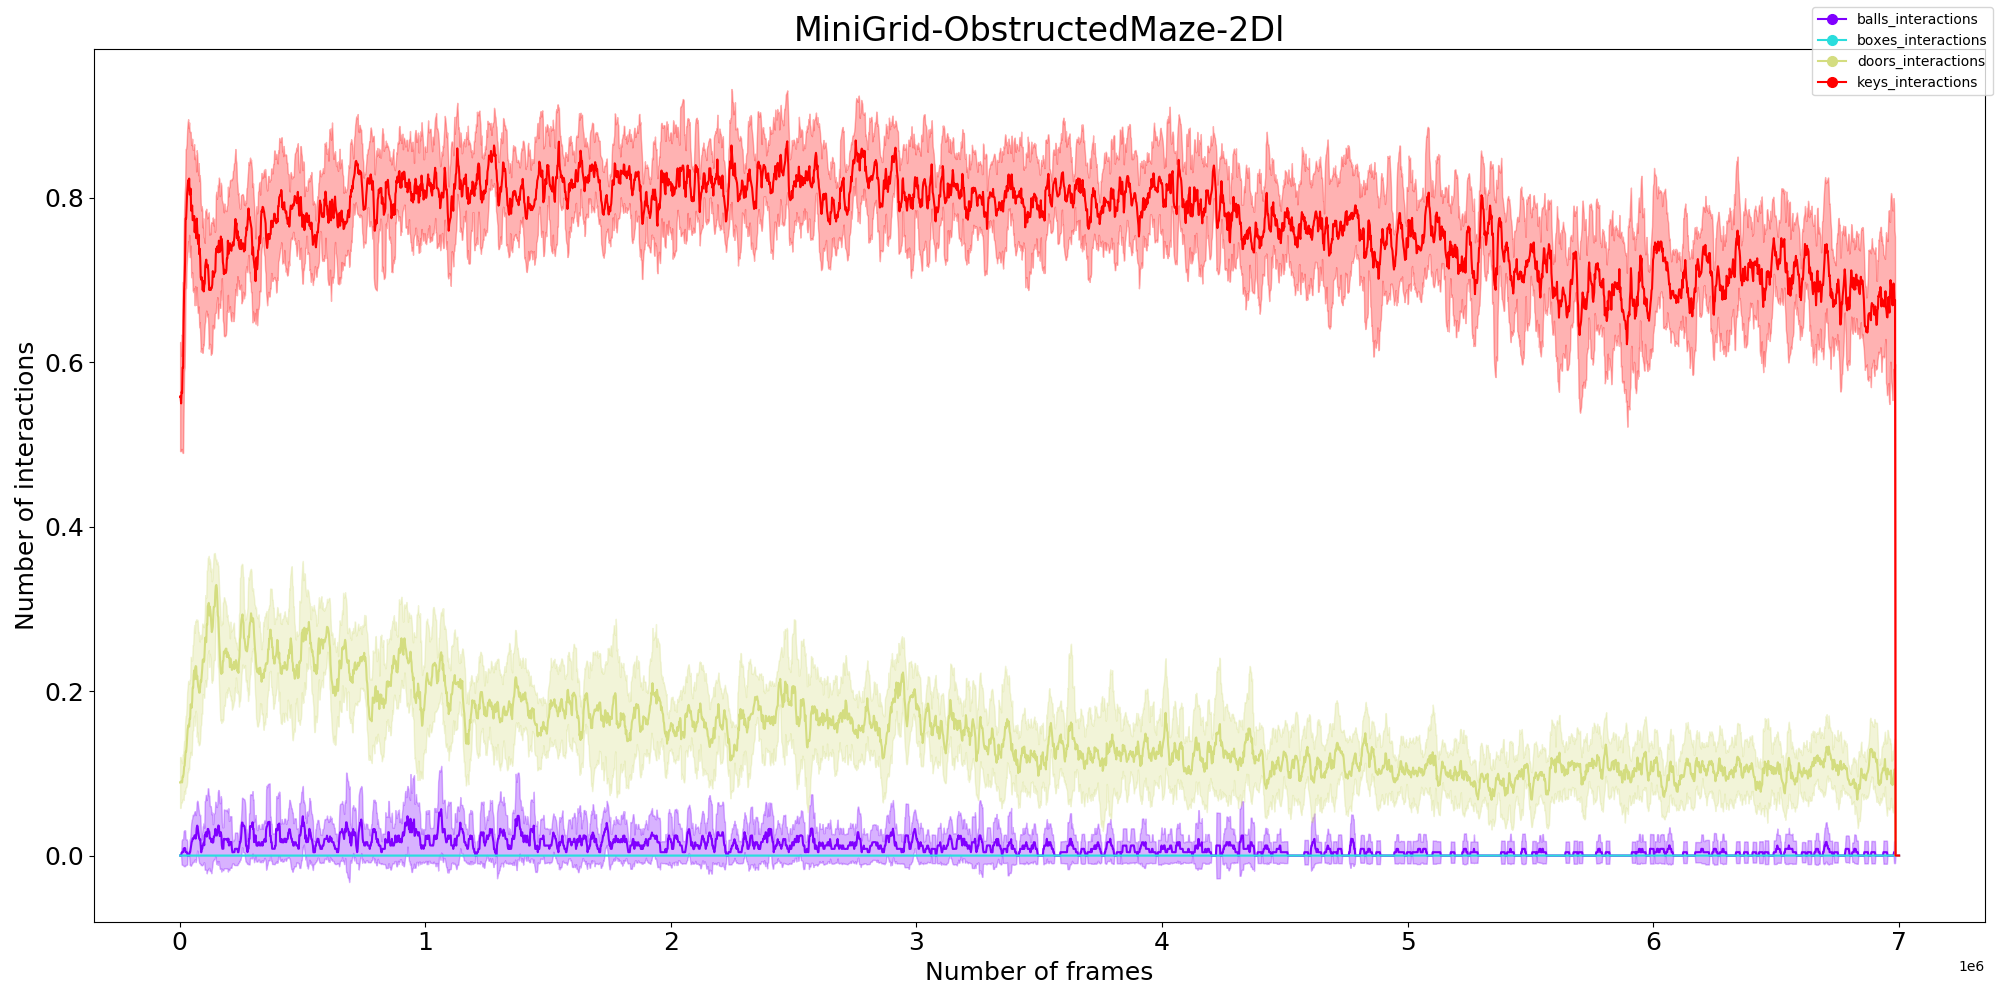 MiniGrid-ObstructedMaze-2Dl
balls_interactions
boxes_interactions
doors_interactions
keys_interactions
Number of interactions
0.8
0.6
0.4
0.2
0.0
0 1 2 3 4 5 6 7
Number of frames
1e6